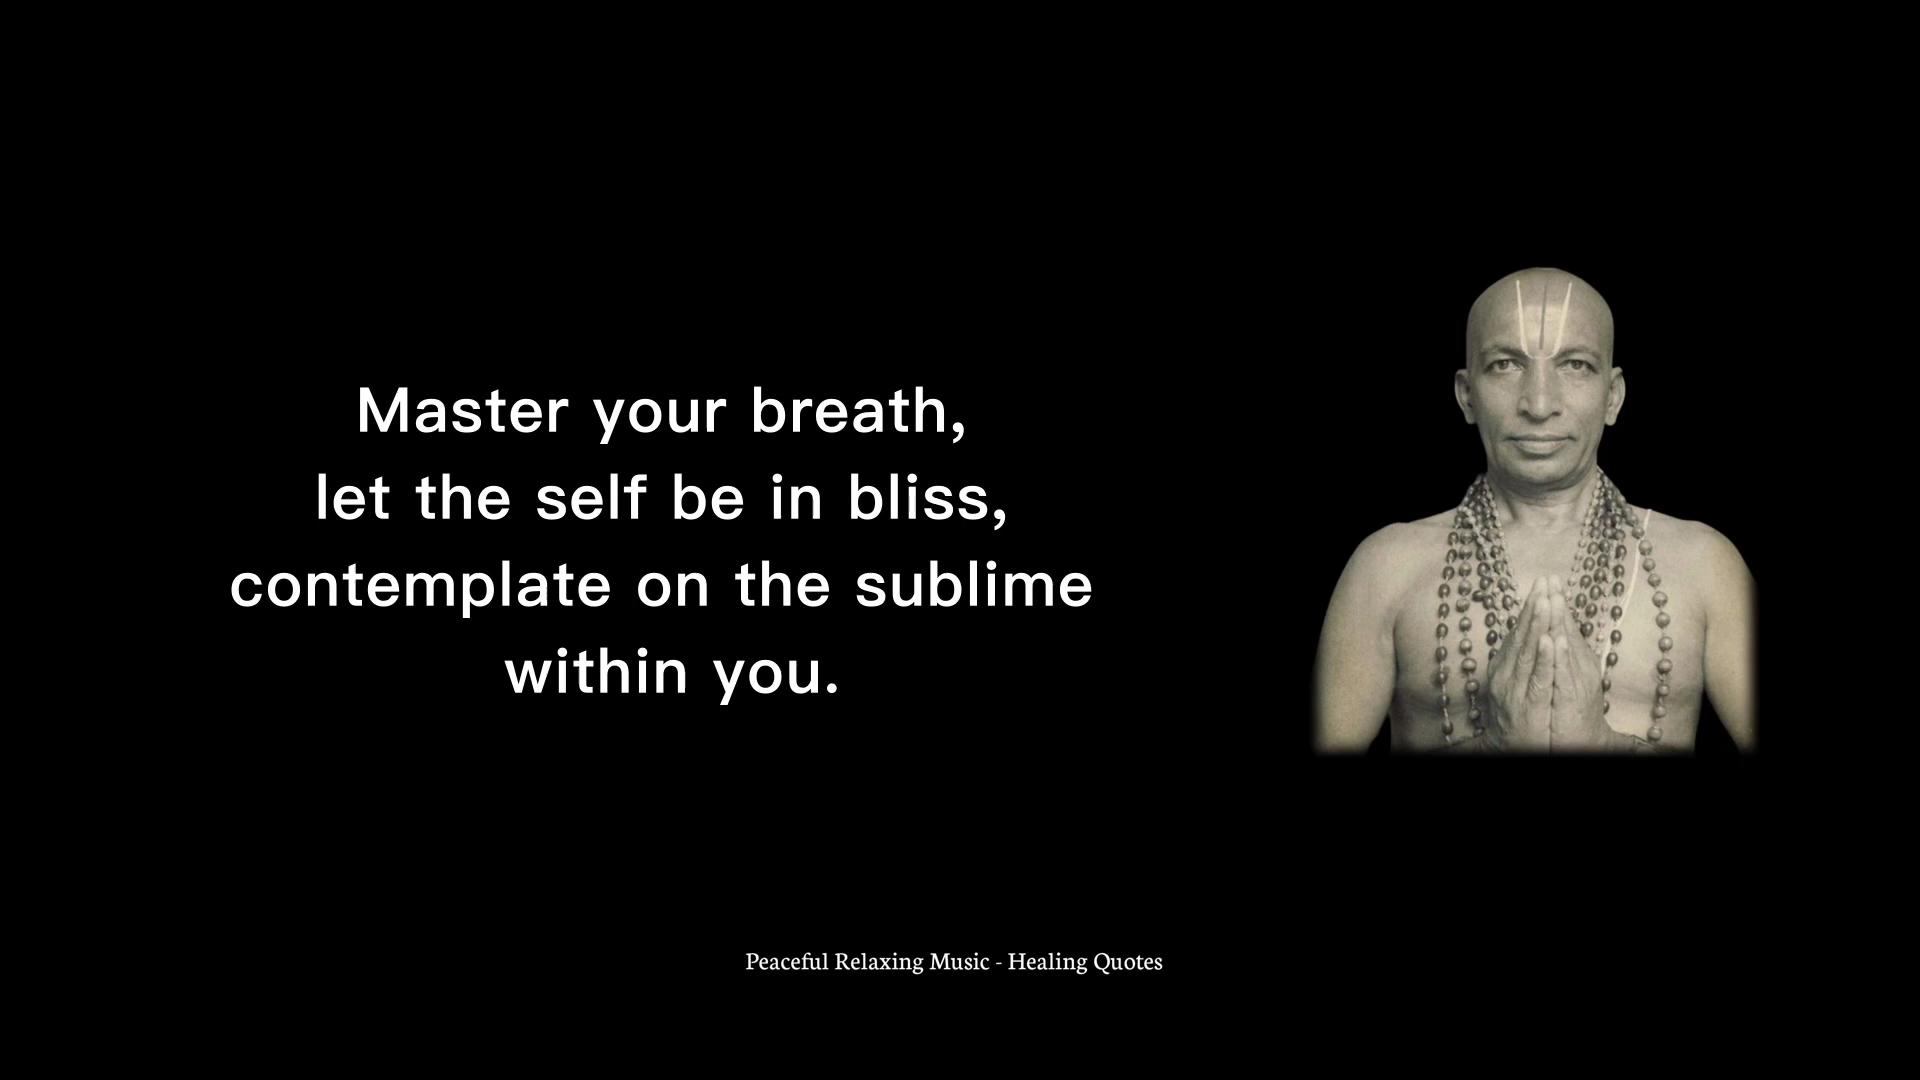 Master your breath,
let the self be in bliss,
contemplate on the sublime
within you.
Peaceful Relaxing Music - Healing Quotes